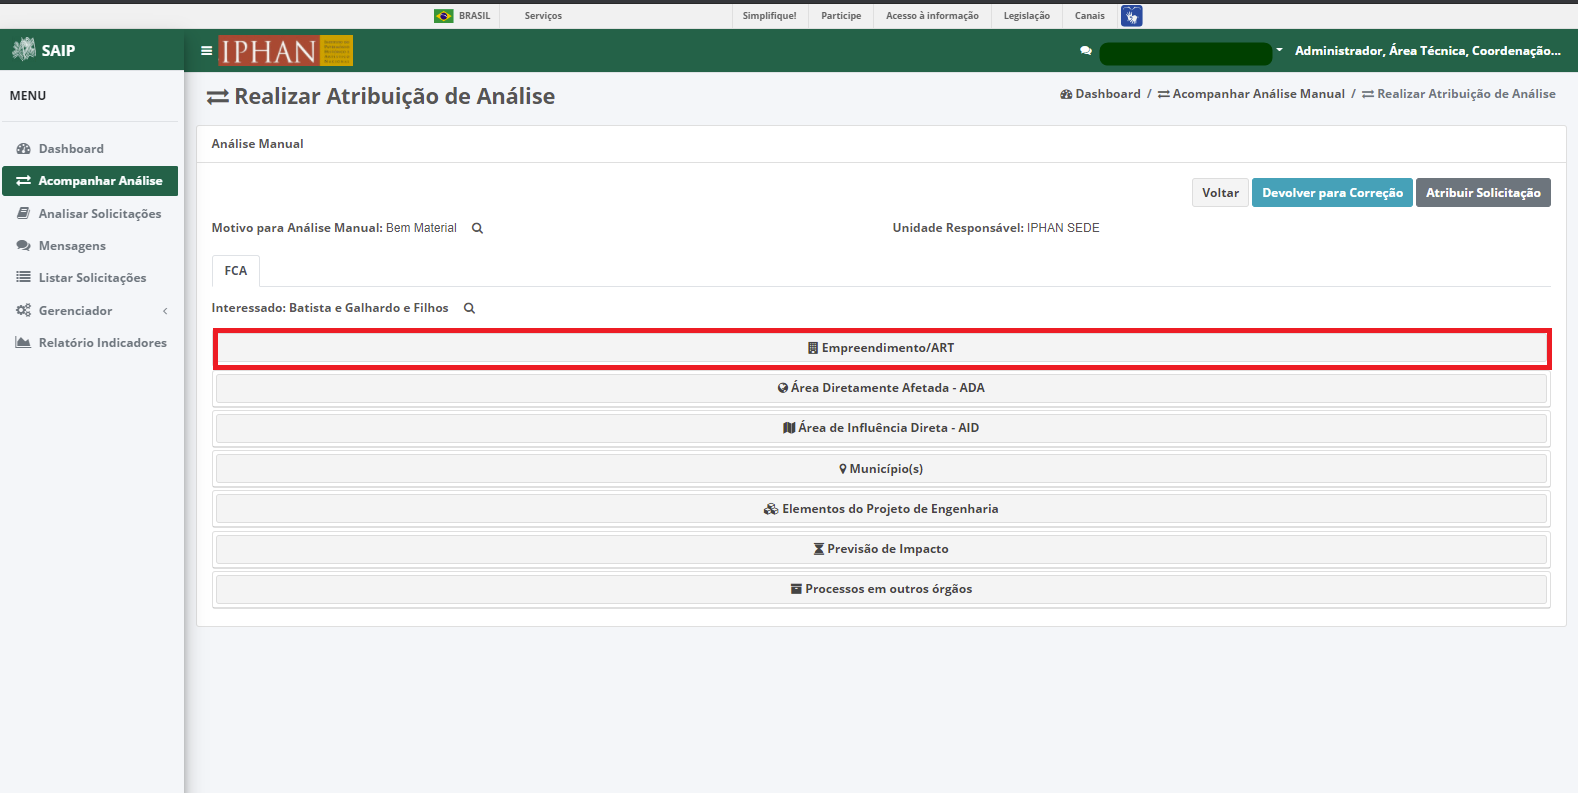 BRASIL Serviços Simplifique! Participe Acesso à informação Legislação Canais
SAIP IPHAN Administrador, Área Técnica, Coordenação...
MENU
Realizar Atribuição de Análise
Dashboard / Acompanhar Análise Manual / Realizar Atribuição de Análise
Dashboard
Acompanhar Análise
Analisar Solicitações
Mensagens
Listar Solicitações
Gerenciador
Relatório Indicadores
Análise Manual
Voltar Devolver para Correção Atribuir Solicitação
Motivo para Análise Manual: Bem Material Unidade Responsável: IPHAN SEDE
FCA
Interessado: Batista e Galhardo e Filhos
Empreendimento/ART
Área Diretamente Afetada - ADA
Área de Influência Direta - AID
Município(s)
Elementos do Projeto de Engenharia
Previsão de Impacto
Processos em outros órgãos